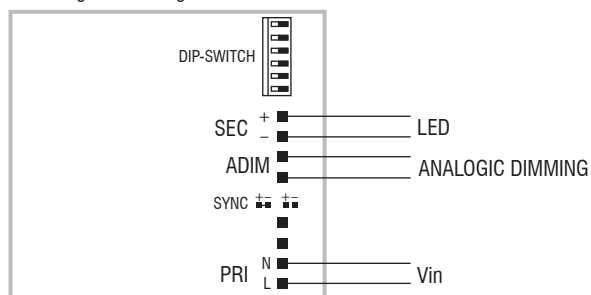 DIP-SWITCH
SEC + LED
−
ADIM ANALOGIC DIMMING
SYNC +− +−
PRI N Vin
L